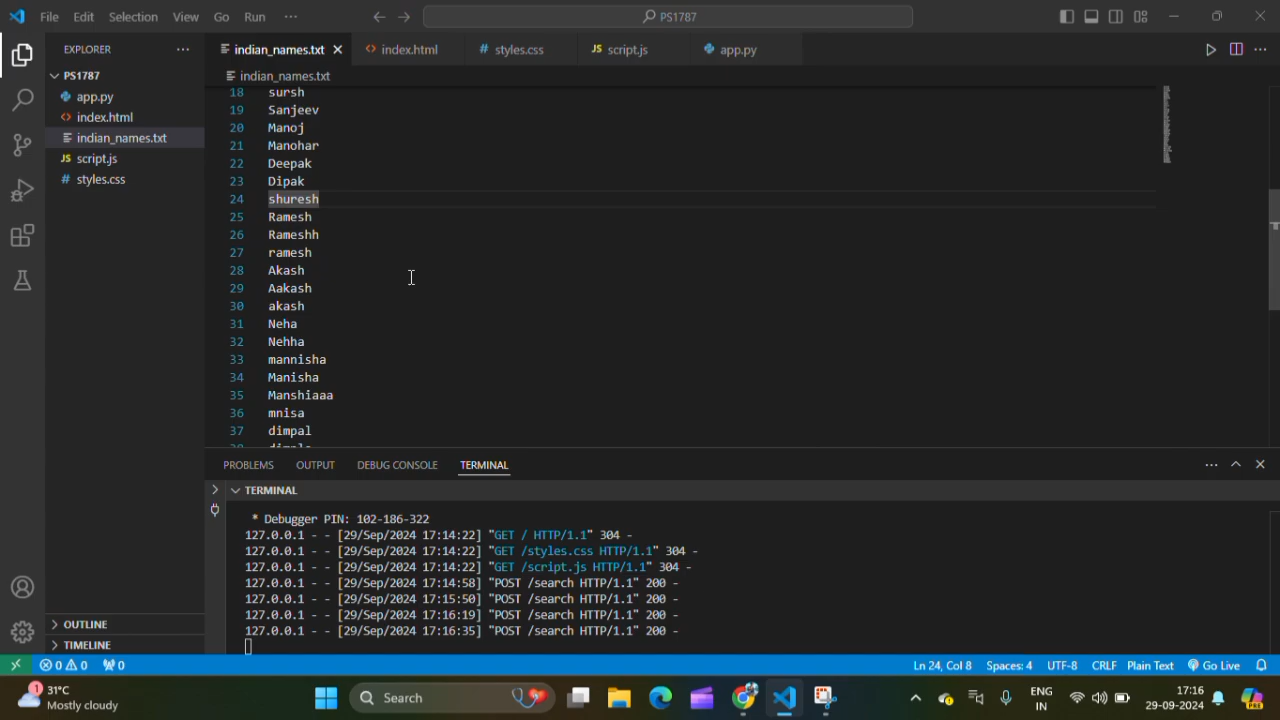 File Edit Selection View Go Run ··· PS1787
EXPLORER ···
indian_names.txt index.html styles.css JS script.js app.py
PS1787
indian_names.txt
app.py
index.html
indian_names.txt
JS script.js
# styles.css
18 sursh
19 Sanjeev
20 Manoj
21 Manohar
22 Deepak
23 Dipak
24 shuresh
25 Ramesh
26 Rameshh
27 ramesh
28 Akash
29 Aakash
30 akash
31 Neha
32 Nehha
33 mannisha
34 Manisha
35 Manshiaaa
36 mnisa
37 dimpal
PROBLEMS OUTPUT DEBUG CONSOLE TERMINAL
TERMINAL
* Debugger PIN: 102-186-322
127.0.0.1 - - [29/Sep/2024 17:14:22] "GET / HTTP/1.1" 304 -
127.0.0.1 - - [29/Sep/2024 17:14:22] "GET /styles.css HTTP/1.1" 304 -
127.0.0.1 - - [29/Sep/2024 17:14:22] "GET /script.js HTTP/1.1" 304 -
127.0.0.1 - - [29/Sep/2024 17:14:58] "POST /search HTTP/1.1" 200 -
127.0.0.1 - - [29/Sep/2024 17:15:50] "POST /search HTTP/1.1" 200 -
127.0.0.1 - - [29/Sep/2024 17:16:19] "POST /search HTTP/1.1" 200 -
127.0.0.1 - - [29/Sep/2024 17:16:35] "POST /search HTTP/1.1" 200 -
OUTLINE
TIMELINE
0 0 0 Ln 24, Col 8 Spaces: 4 UTF-8 CRLF Plain Text Go Live
1 31°C
Mostly cloudy
Search
ENG
IN
17:16
29-09-2024
PRE